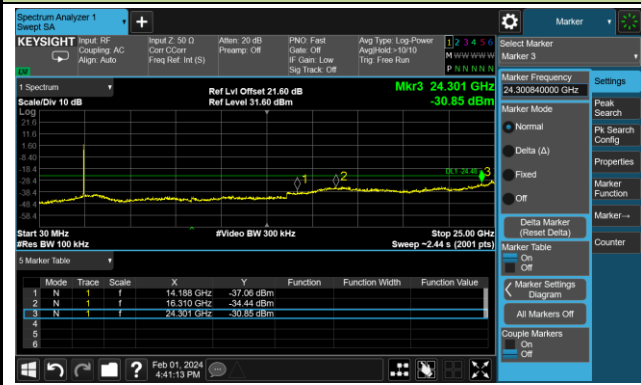 Spectrum Analyzer 1
Swept SA
Marker
KEYSIGHT Input: RF Input Z: 50 Ω Atten: 20 dB PNO: Fast Avg Type: Log-Power 1 2 3 4 5 6
Coupling: AC Corr CCorr Preamp: Off Gate: Off Avg|Hold:>10/10 M W W W W W
Align: Auto Freq Ref: Int (S) IF Gain: Low Trig: Free Run
Sig Track: Off P N N N N N
LXI
Select Marker
Marker 3
1 Spectrum
Scale/Div 10 dB
Ref Lvl Offset 21.60 dB
Ref Level 31.60 dBm
Mkr3 24.301 GHz
-30.85 dBm
Log
21.6
11.6
1.60
-8.40
-18.4
-28.4
-38.4
-48.4
-58.4
1
2
3
Start 30 MHz
#Video BW 300 kHz
Stop 25.00 GHz
#Res BW 100 kHz
Sweep ~2.44 s (2001 pts)
5 Marker Table
Mode Trace Scale X Y Function Function Width Function Value
1 N 1 f 14.188 GHz -37.06 dBm
2 N 1 f 16.310 GHz -34.44 dBm
3 N 1 f 24.301 GHz -30.85 dBm
4
5
6
Marker Frequency
24.300840000 GHz
Marker Mode
Normal
Delta (Δ)
Fixed
Off
Delta Marker
(Reset Delta)
Marker Table
On
Off
Marker Settings
Diagram
All Markers Off
Couple Markers
On
Off
Settings
Peak
Search
Pk Search
Config
Properties
Marker
Function
Marker→
Counter
?
Feb 01, 2024
4:41:13 PM